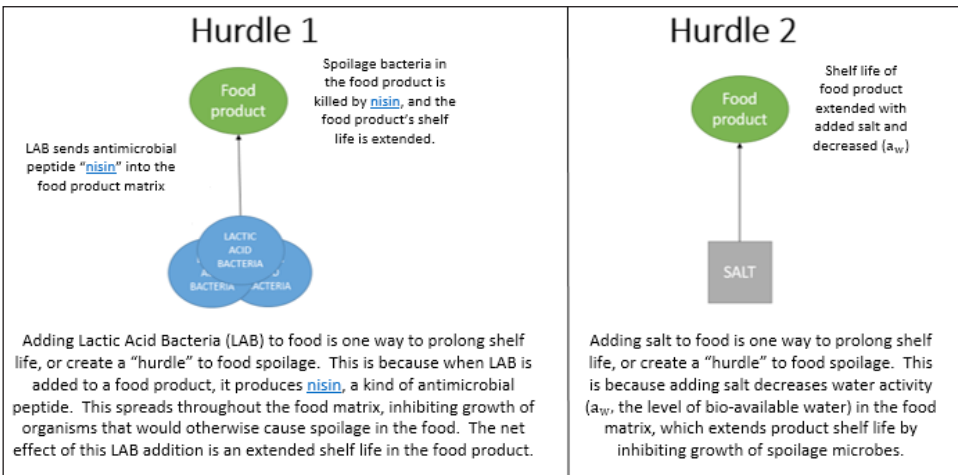 Hurdle 1
Food
product
Spoilage bacteria in
the food product is
killed by nisin, and the
food product's shelf
life is extended.
LAB sends antimicrobial
peptide "nisin" into the
food product matrix
LACTIC
ACID
BACTERIA
BACTERIA
Adding Lactic Acid Bacteria (LAB) to food is one way to prolong shelf
life, or create a "hurdle" to food spoilage.  This is because when LAB is
added to a food product, it produces nisin, a kind of antimicrobial
peptide.  This spreads throughout the food matrix, inhibiting growth of
organisms that would otherwise cause spoilage in the food.  The net
effect of this LAB addition is an extended shelf life in the food product.
Hurdle 2
Food
product
Shelf life of
food product
extended with
added salt and
decreased (a_w)
SALT
Adding salt to food is one way to prolong shelf
life, or create a "hurdle" to food spoilage.  This
is because adding salt decreases water activity
(a_w, the level of bio-available water) in the food
matrix, which extends product shelf life by
inhibiting growth of spoilage microbes.